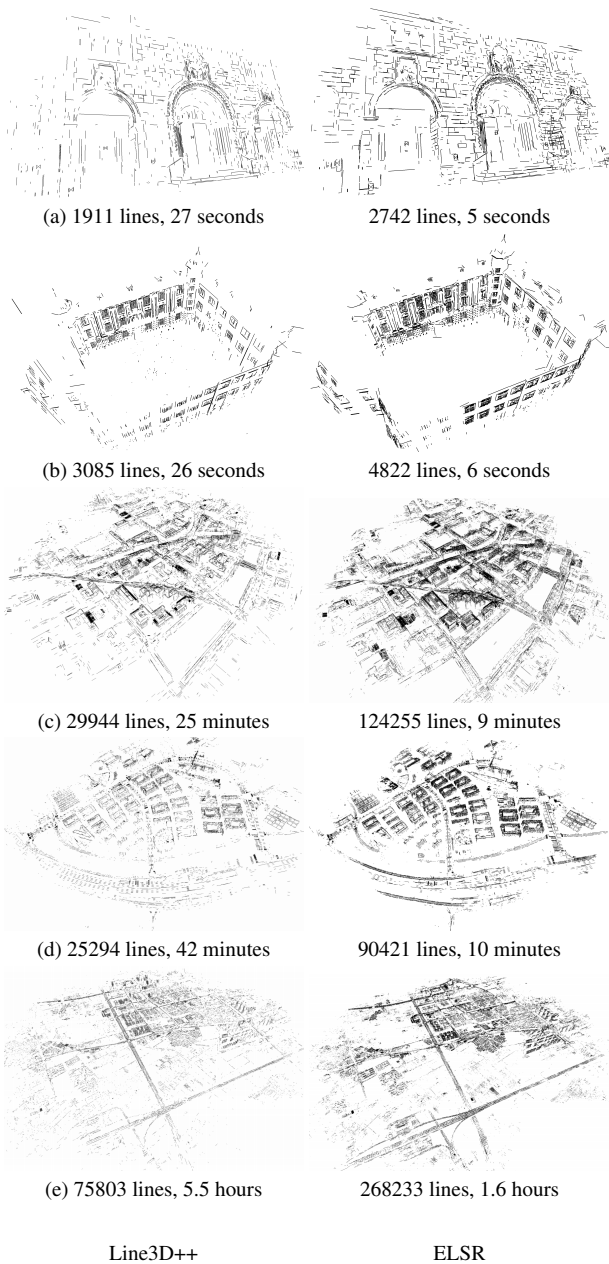 (a) 1911 lines, 27 seconds 2742 lines, 5 seconds
(b) 3085 lines, 26 seconds 4822 lines, 6 seconds
(c) 29944 lines, 25 minutes 124255 lines, 9 minutes
(d) 25294 lines, 42 minutes 90421 lines, 10 minutes
(e) 75803 lines, 5.5 hours 268233 lines, 1.6 hours
Line3D++ ELSR